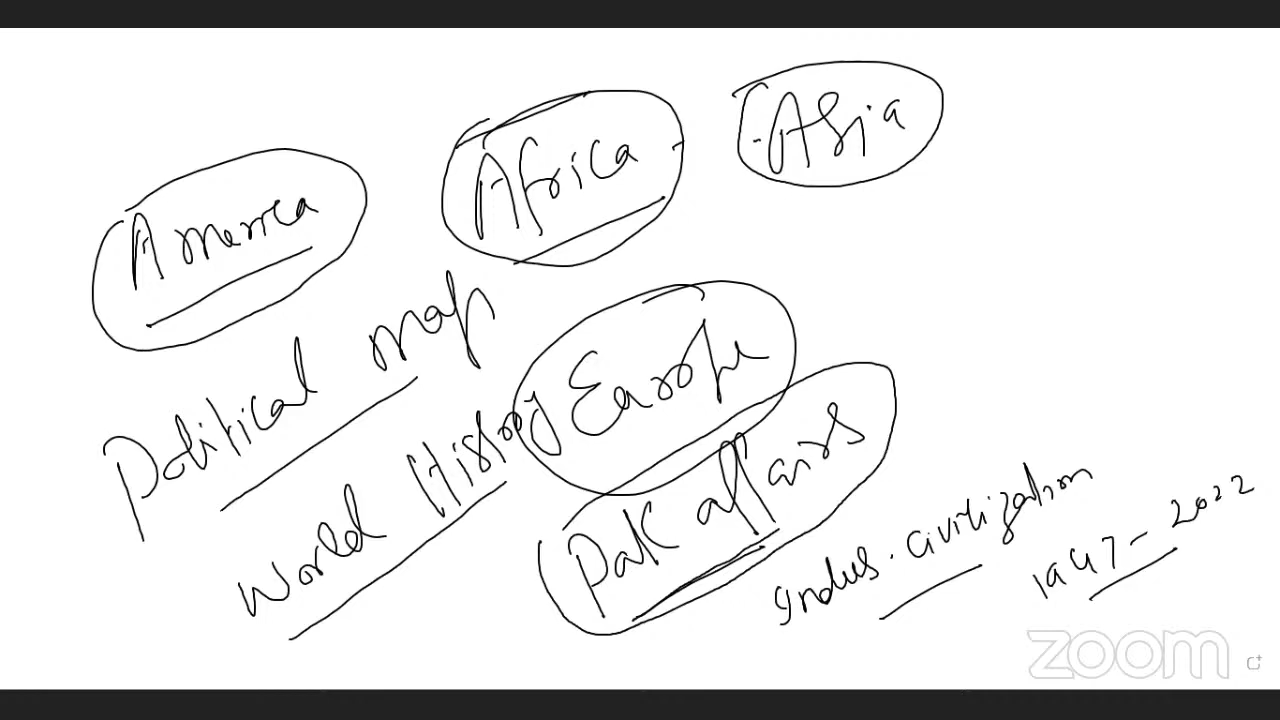 Asia
Africa
America
Political map
Europe
World History
Pak affairs
Indus civilization
1947-2022
zoom